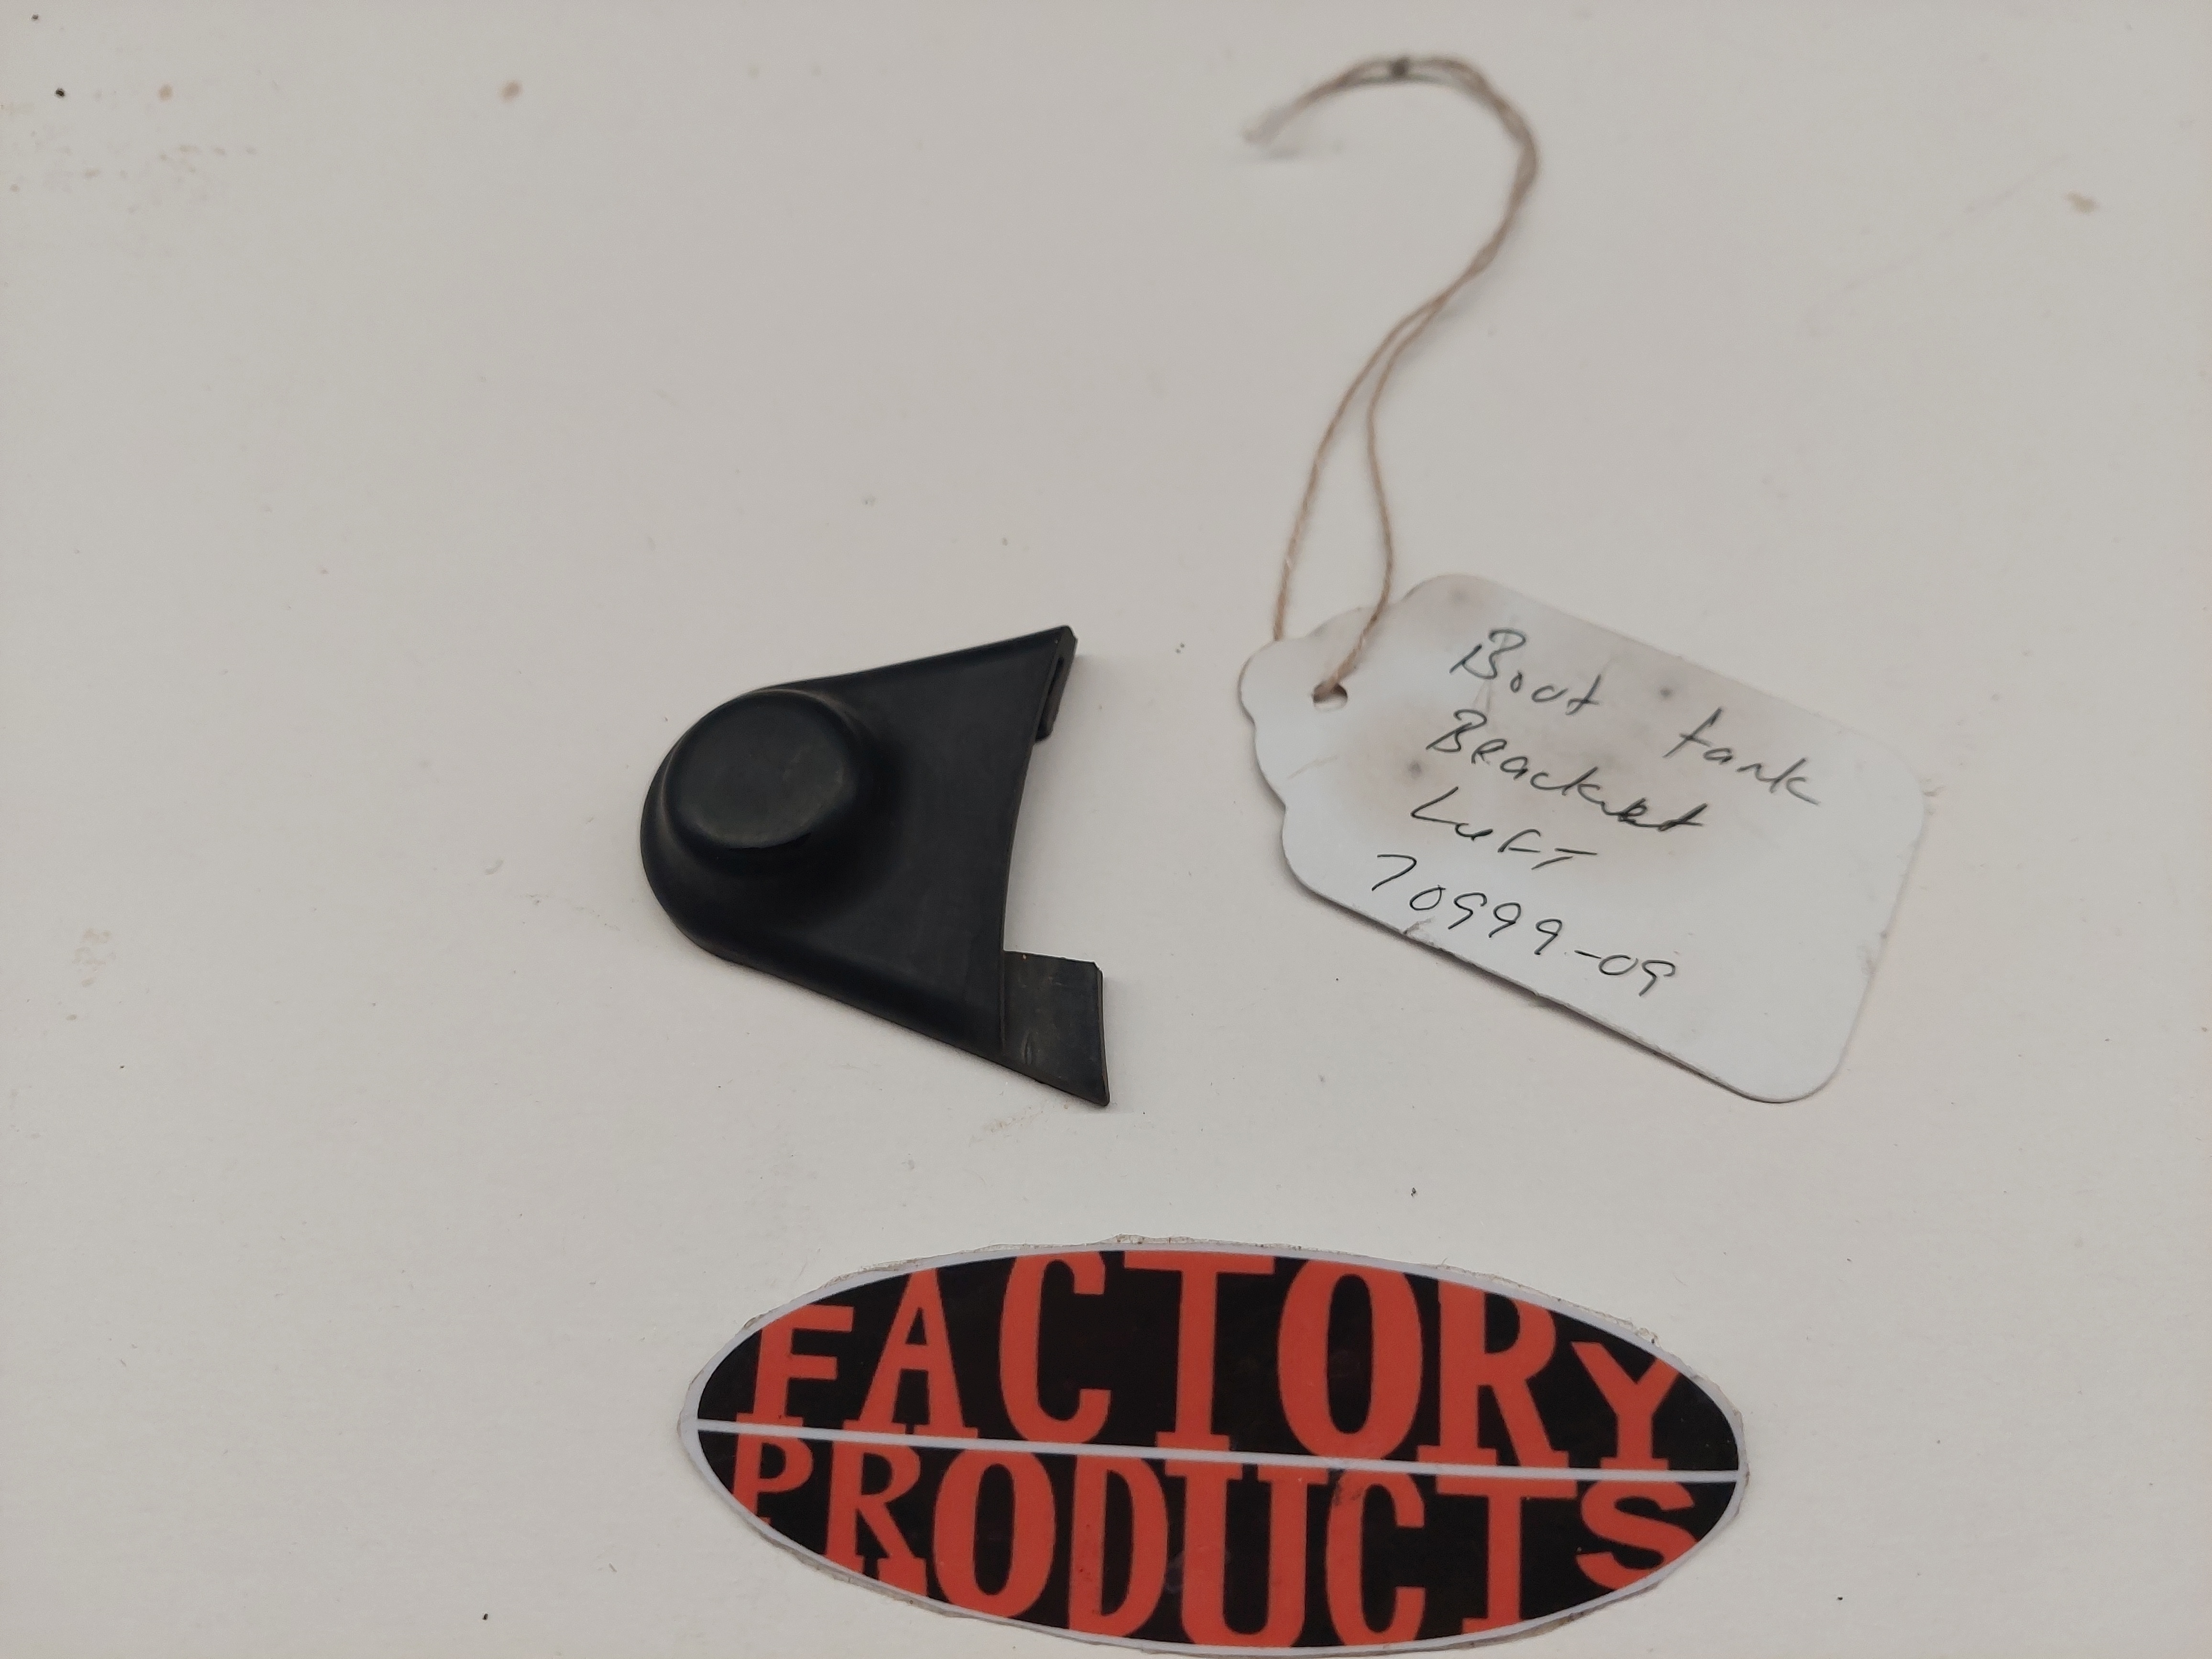 Boot tank
Bracket
Left
70999-09
FACTORY
PRODUCTS